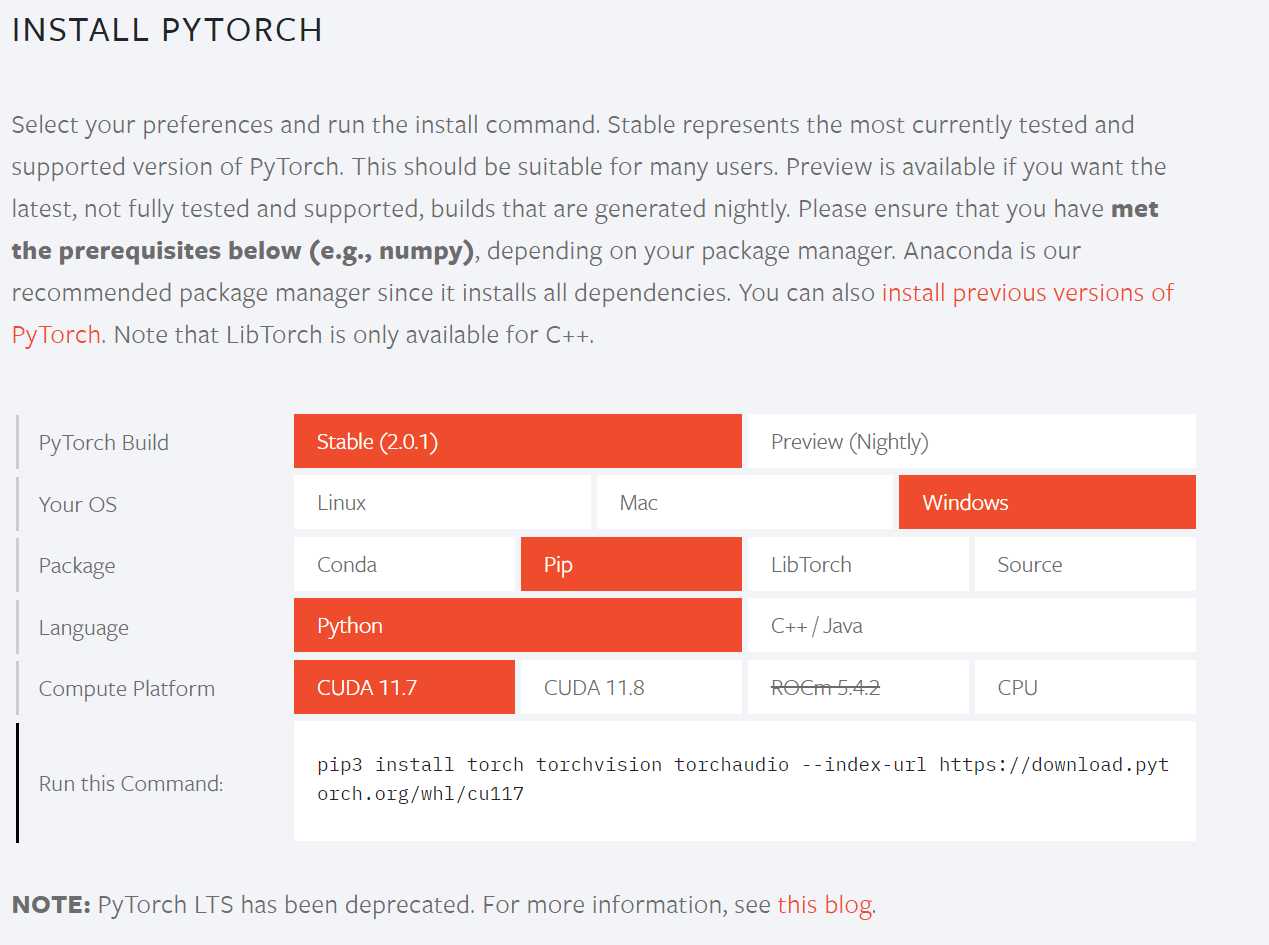 INSTALL PYTORCH
Select your preferences and run the install command. Stable represents the most currently tested and
supported version of PyTorch. This should be suitable for many users. Preview is available if you want the
latest, not fully tested and supported, builds that are generated nightly. Please ensure that you have met
the prerequisites below (e.g., numpy), depending on your package manager. Anaconda is our
recommended package manager since it installs all dependencies. You can also install previous versions of
PyTorch. Note that LibTorch is only available for C++.
PyTorch Build Stable (2.0.1) Preview (Nightly)
Your OS Linux Mac Windows
Package Conda Pip LibTorch Source
Language Python C++ / Java
Compute Platform CUDA 11.7 CUDA 11.8 ROCm 5.4.2 CPU
Run this Command:
pip3 install torch torchvision torchaudio --index-url https://download.pyt
orch.org/whl/cu117
NOTE: PyTorch LTS has been deprecated. For more information, see this blog.